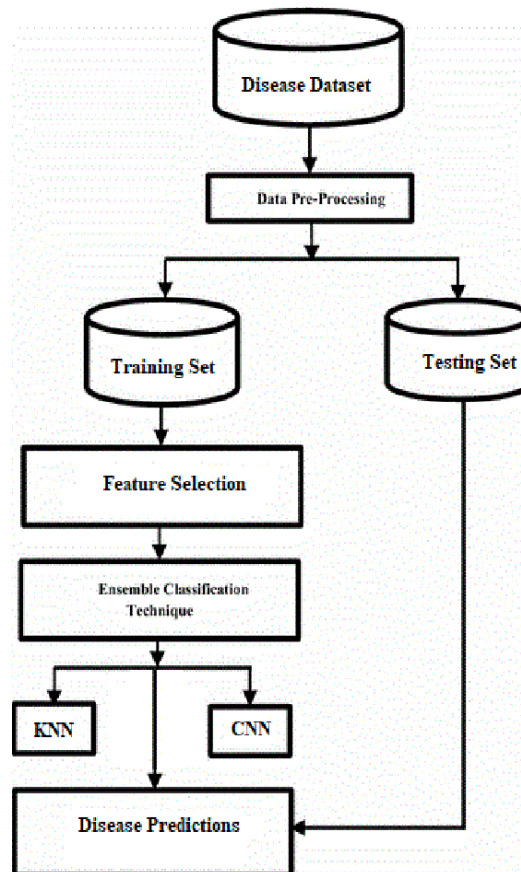 Disease Dataset
Data Pre-Processing
Training Set
Testing Set
Feature Selection
Ensemble Classification
Technique
KNN
CNN
Disease Predictions